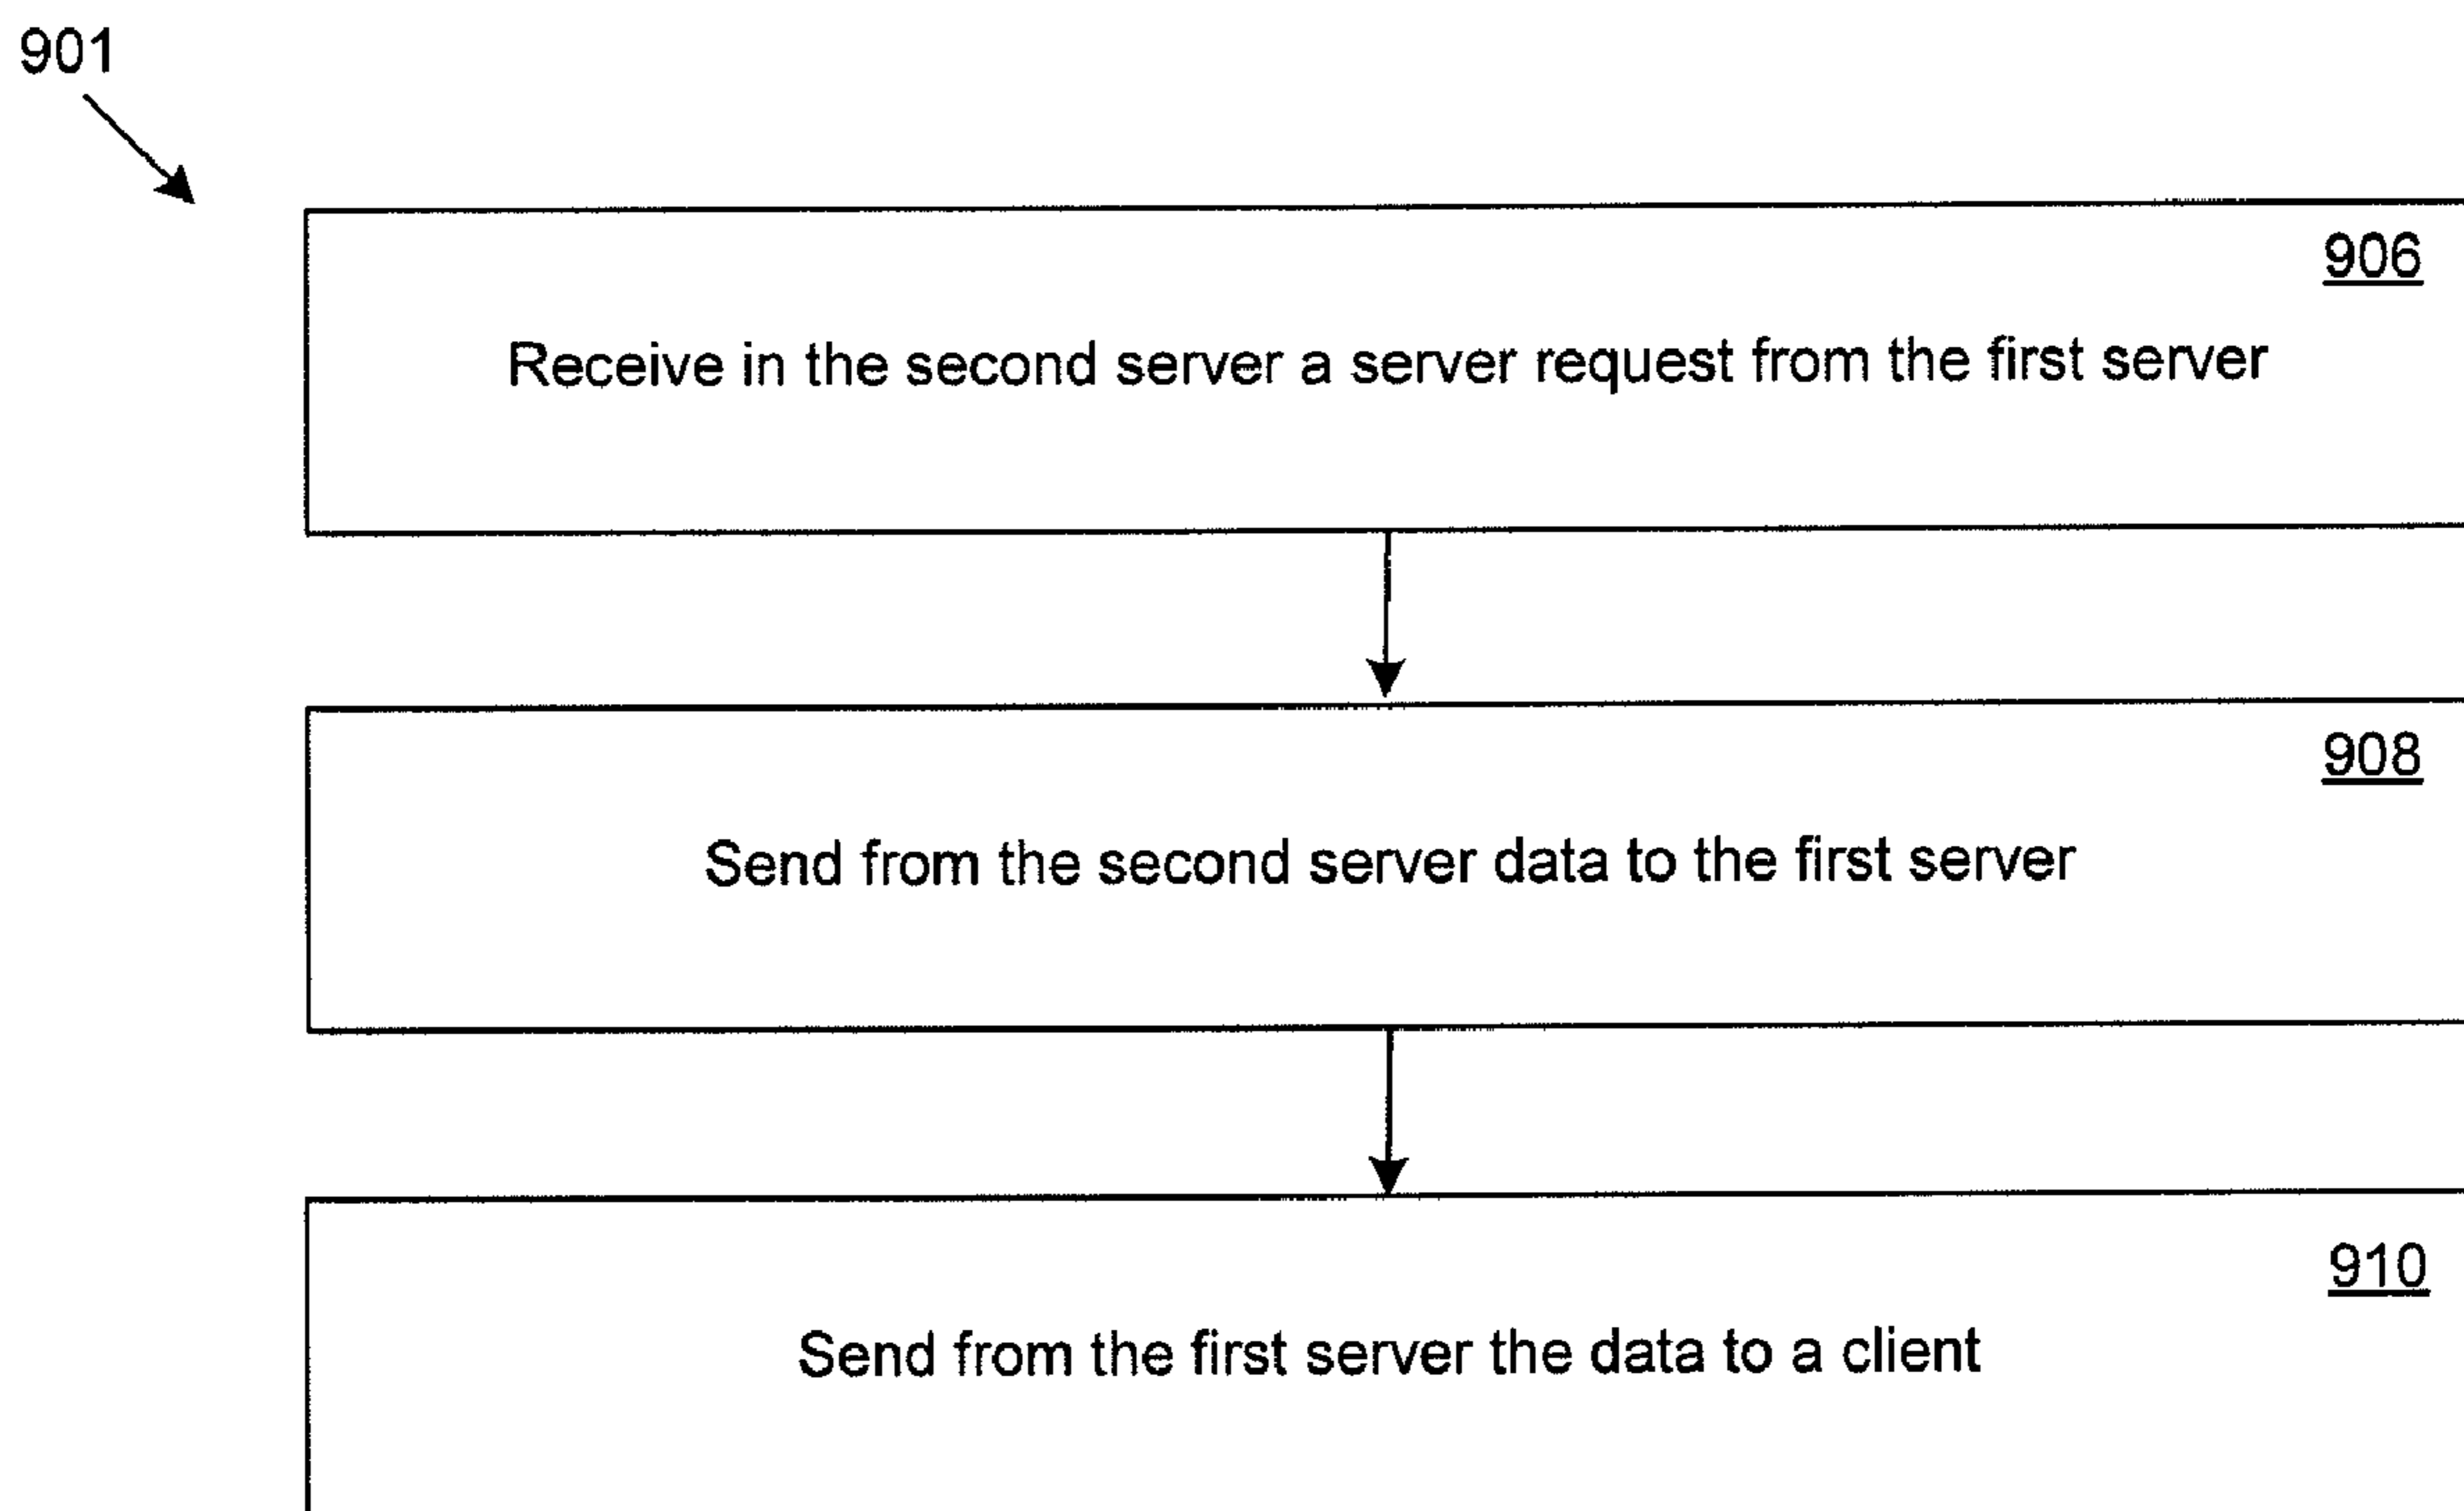 901
906
Receive in the second server a server request from the first server
908
Send from the second server data to the first server
910
Send from the first server the data to a client